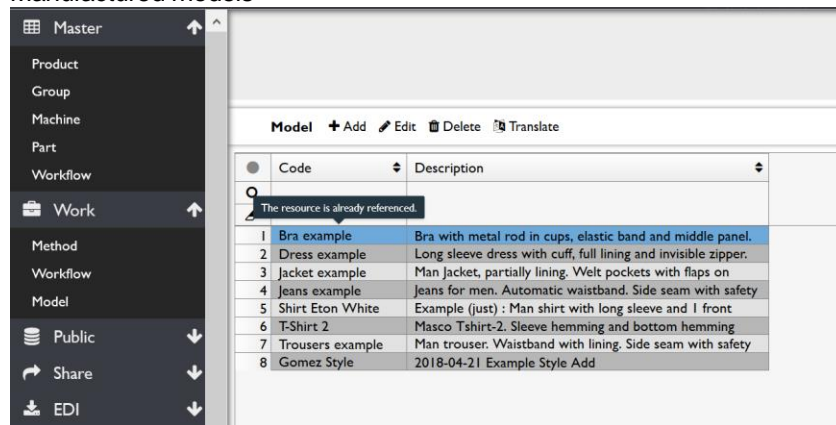 Manufactured models
Master
Product
Group
Machine
Part
Workflow
Work
Method
Workflow
Model
Public
Share
EDI
Model Add Edit Delete Translate
Code Description
The resource is already referenced.
1 Bra example Bra with metal rod in cups, elastic band and middle panel.
2 Dress example Long sleeve dress with cuff, full lining and invisible zipper.
3 Jacket example Man Jacket, partially lining. Welt pockets with flaps on
4 Jeans example Jeans for men. Automatic waistband. Side seam with safety
5 Shirt Eton White Example (just) : Man shirt with long sleeve and 1 front
6 T-Shirt 2 Masco Tshirt-2. Sleeve hemming and bottom hemming
7 Trousers example Man trouser. Waistband with lining. Side seam with safety
8 Gomez Style 2018-04-21 Example Style Add